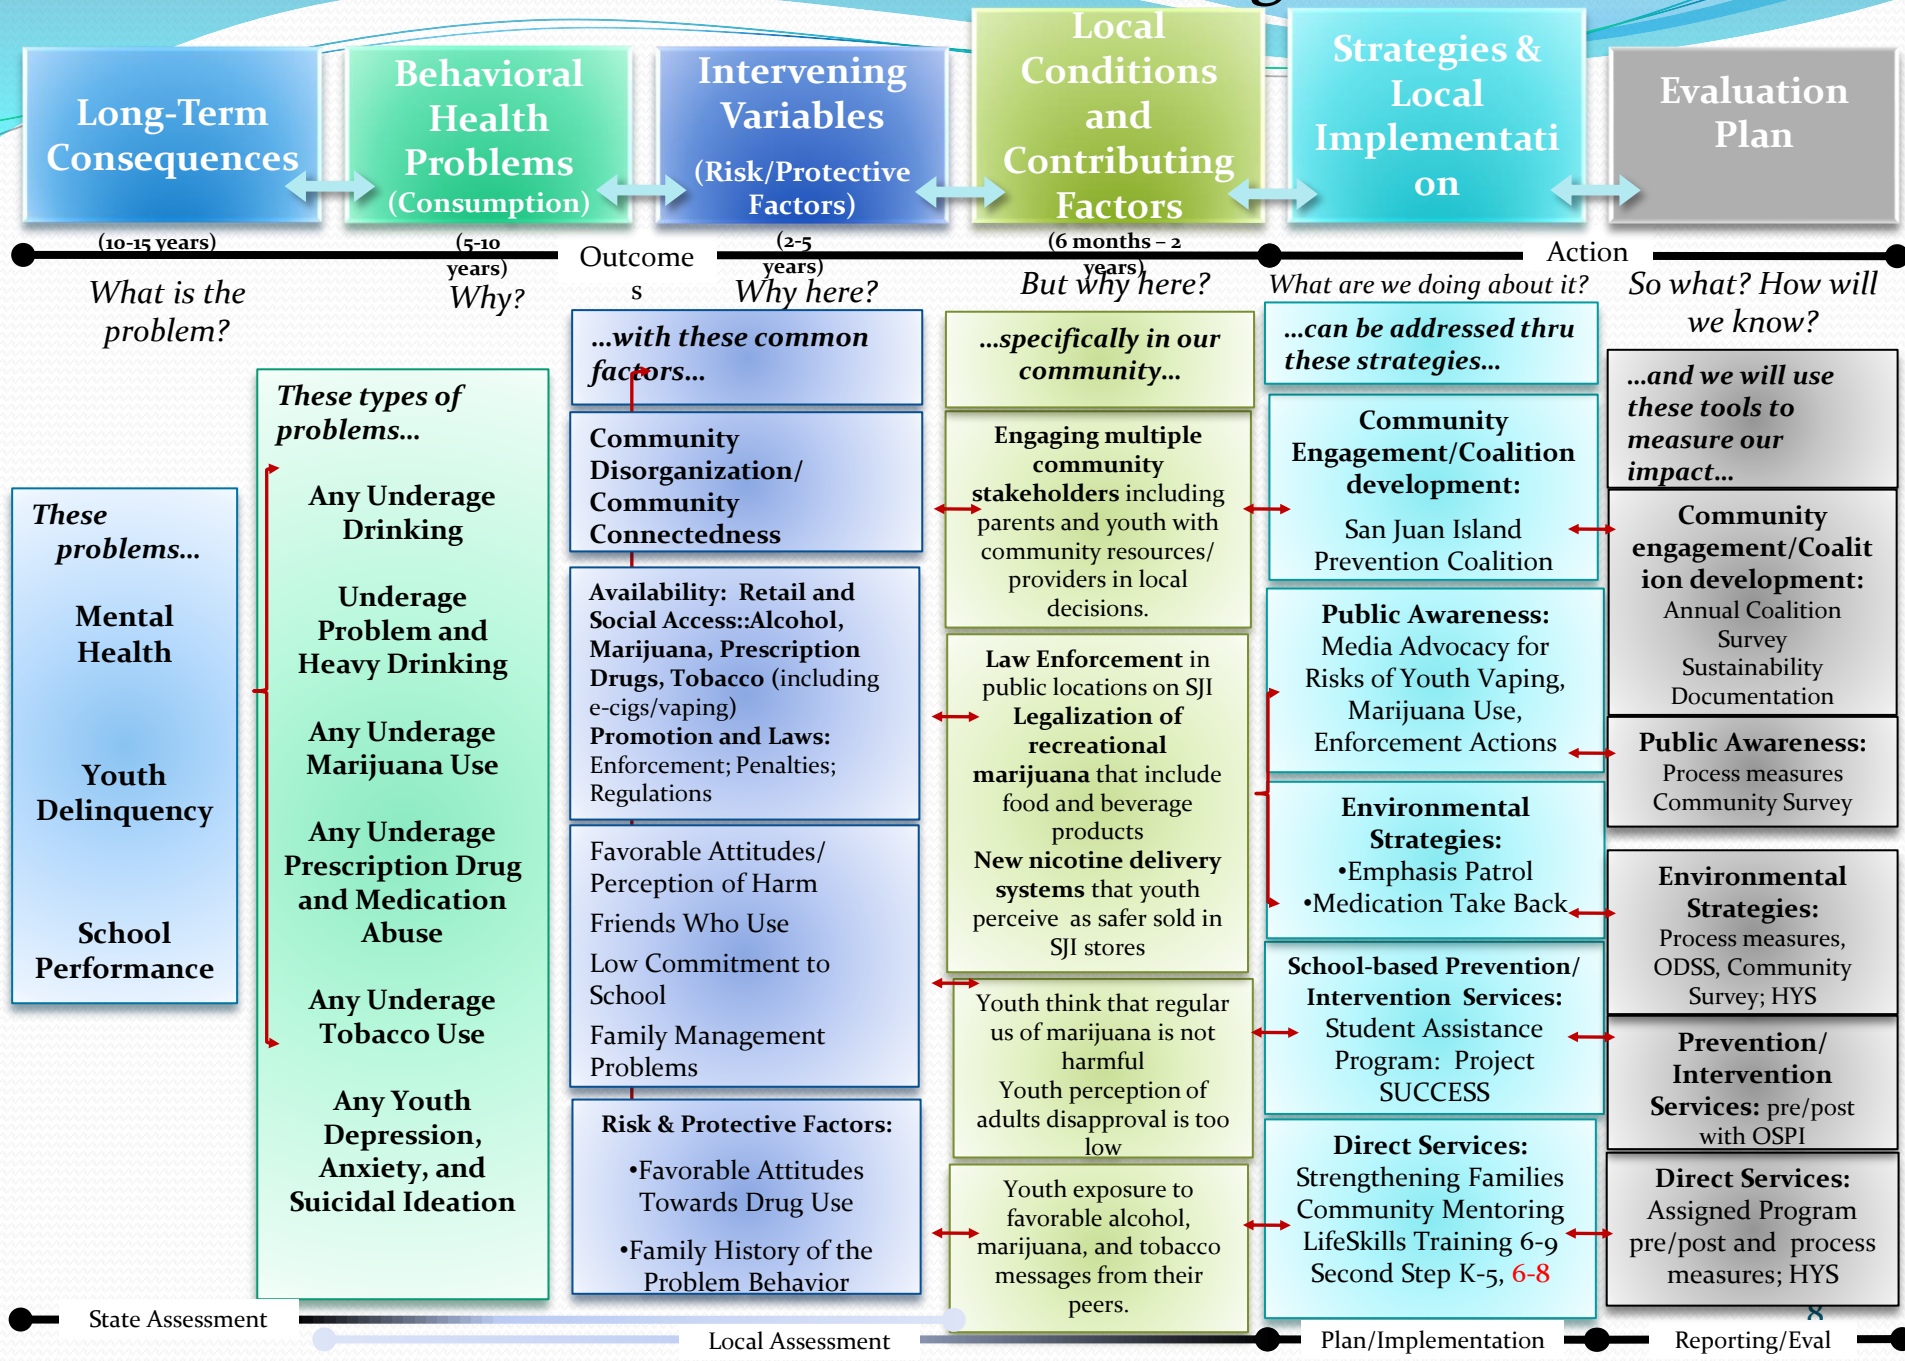 Long-Term
Consequences
Behavioral
Health
Problems
(Consumption)
Intervening
Variables
(Risk/Protective
Factors)
Local
Conditions
and
Contributing
Factors
Strategies &
Local
Implementati
on
Evaluation
Plan
(10-15 years)
(5-10
years)
Outcome
s
(2-5
years)
(6 months – 2
years)
Action
What is the
problem?
Why?
Why here?
But why here?
What are we doing about it?
So what? How will
we know?
These
problems...
Mental
Health
Youth
Delinquency
School
Performance
These types of
problems...
Any Underage
Drinking
Underage
Problem and
Heavy Drinking
Any Underage
Marijuana Use
Any Underage
Prescription Drug
and Medication
Abuse
Any Underage
Tobacco Use
Any Youth
Depression,
Anxiety, and
Suicidal Ideation
...with these common
factors...
Community
Disorganization/
Community
Connectedness
Availability: Retail and
Social Access::Alcohol,
Marijuana, Prescription
Drugs, Tobacco (including
e-cigs/vaping)
Promotion and Laws:
Enforcement; Penalties;
Regulations
Favorable Attitudes/
Perception of Harm
Friends Who Use
Low Commitment to
School
Family Management
Problems
Risk & Protective Factors:
•Favorable Attitudes
Towards Drug Use
•Family History of the
Problem Behavior
...specifically in our
community...
Engaging multiple
community
stakeholders including
parents and youth with
community resources/
providers in local
decisions.
Law Enforcement in
public locations on SJI
Legalization of
recreational
marijuana that include
food and beverage
products
New nicotine delivery
systems that youth
perceive as safer sold in
SJI stores
Youth think that regular
us of marijuana is not
harmful
Youth perception of
adults disapproval is too
low
Youth exposure to
favorable alcohol,
marijuana, and tobacco
messages from their
peers.
...can be addressed thru
these strategies...
Community
Engagement/Coalition
development:
San Juan Island
Prevention Coalition
Public Awareness:
Media Advocacy for
Risks of Youth Vaping,
Marijuana Use,
Enforcement Actions
Environmental
Strategies:
•Emphasis Patrol
•Medication Take Back
School-based Prevention/
Intervention Services:
Student Assistance
Program: Project
SUCCESS
Direct Services:
Strengthening Families
Community Mentoring
LifeSkills Training 6-9
Second Step K-5, 6-8
...and we will use
these tools to
measure our
impact...
Community
engagement/Coalit
ion development:
Annual Coalition
Survey
Sustainability
Documentation
Public Awareness:
Process measures
Community Survey
Environmental
Strategies:
Process measures,
ODSS, Community
Survey; HYS
Prevention/
Intervention
Services: pre/post
with OSPI
Direct Services:
Assigned Program
pre/post and process
measures; HYS
8
State Assessment
Local Assessment
Plan/Implementation
Reporting/Eval